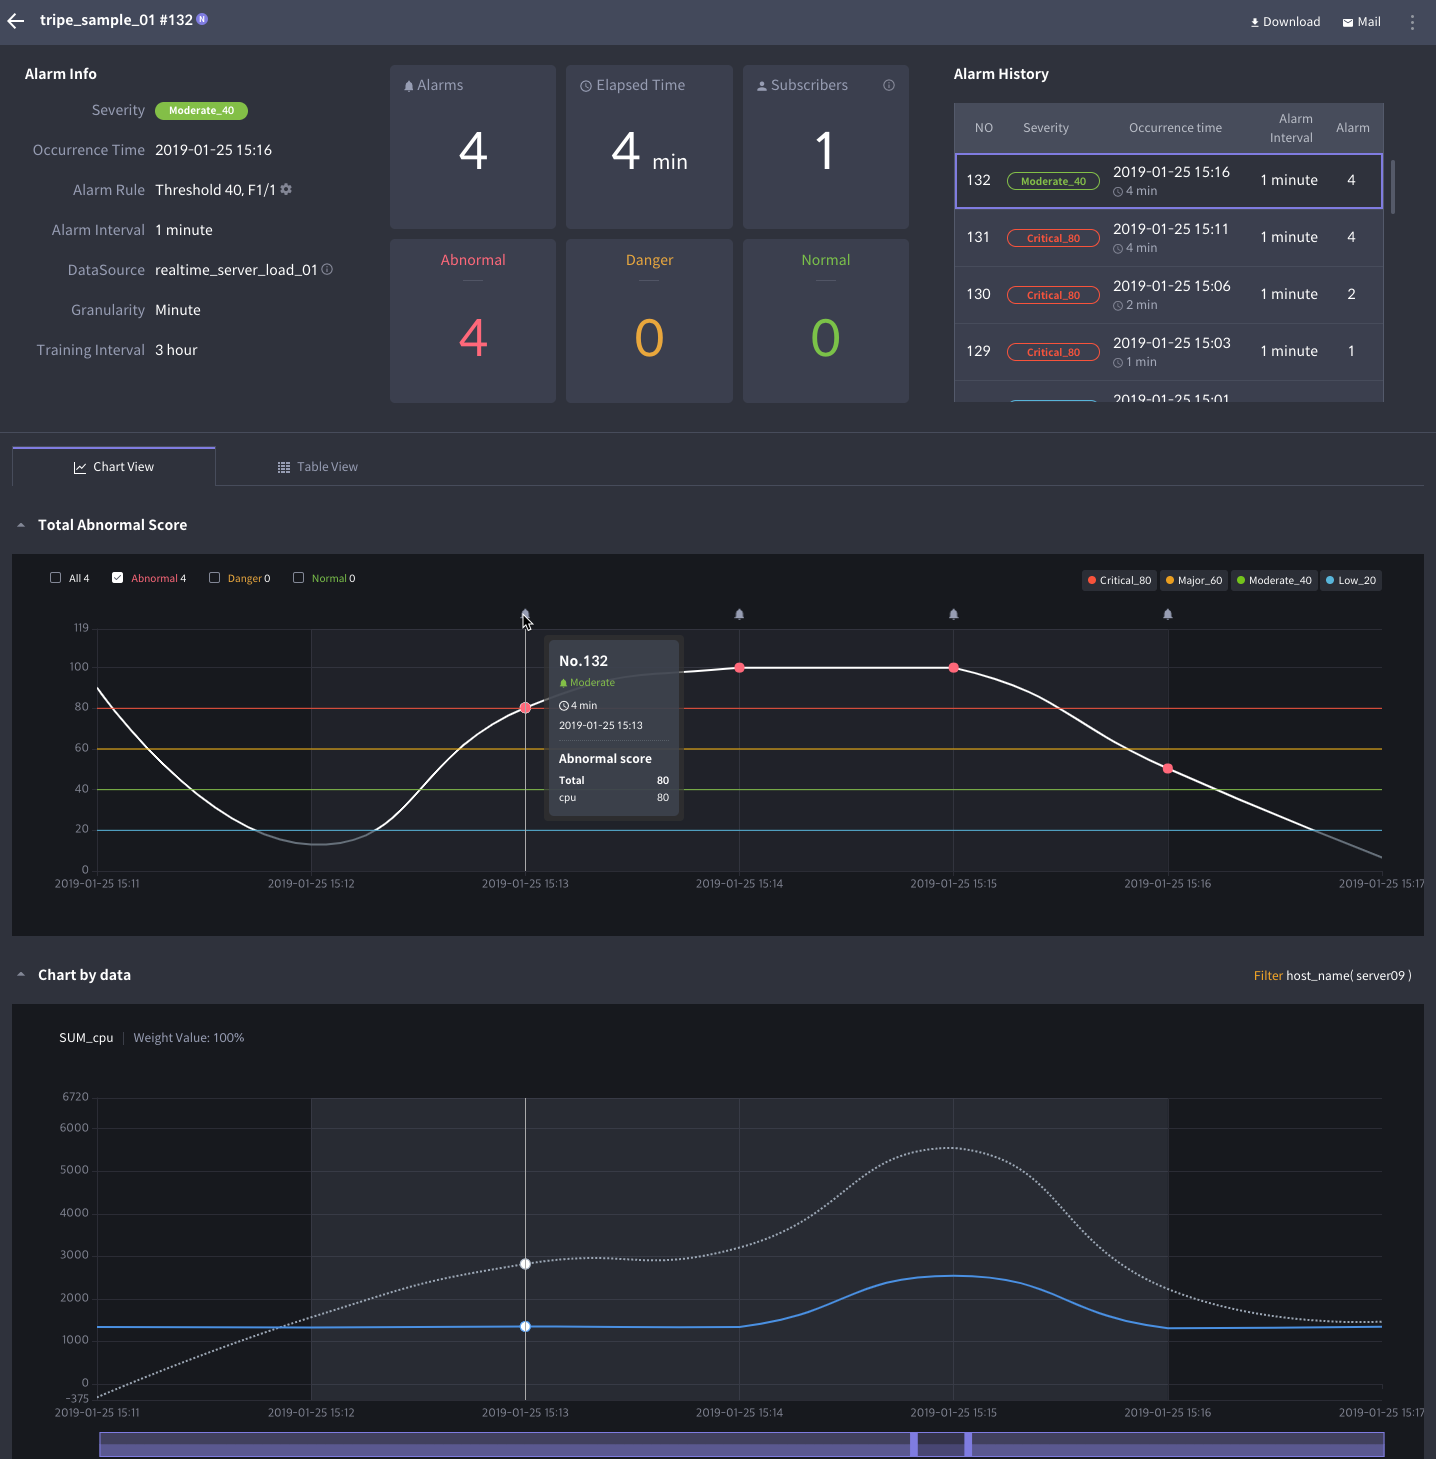 tripe_sample_01 #132 N
Download
Mail
Alarm Info
Severity Moderate_40
Occurrence Time 2019-01-25 15:16
Alarm Rule Threshold 40, F1/1
Alarm Interval 1 minute
DataSource realtime_server_load_01
Granularity Minute
Training Interval 3 hour
Alarms
4
Elapsed Time
4 min
Subscribers
1
Abnormal
4
Danger
0
Normal
0
Alarm History
NO Severity Occurrence time Alarm Interval Alarm
132 Moderate_40 2019-01-25 15:16 1 minute 4
4 min
131 Critical_80 2019-01-25 15:11 1 minute 4
4 min
130 Critical_80 2019-01-25 15:06 1 minute 2
2 min
129 Critical_80 2019-01-25 15:03 1 minute 1
1 min
2019-01-25 15:01
Chart View
Table View
Total Abnormal Score
All 4 Abnormal 4 Danger 0 Normal 0
Critical_80 Major_60 Moderate_40 Low_20
119
100
80
60
40
20
0
No.132
Moderate
4 min
2019-01-25 15:13
Abnormal score
Total 80
cpu 80
2019-01-25 15:11 2019-01-25 15:12 2019-01-25 15:13 2019-01-25 15:14 2019-01-25 15:15 2019-01-25 15:16 2019-01-25 15:17
Chart by data
Filter host_name( server09 )
SUM_cpu | Weight Value: 100%
6720
6000
5000
4000
3000
2000
1000
0
-375
2019-01-25 15:11 2019-01-25 15:12 2019-01-25 15:13 2019-01-25 15:14 2019-01-25 15:15 2019-01-25 15:16 2019-01-25 15:17